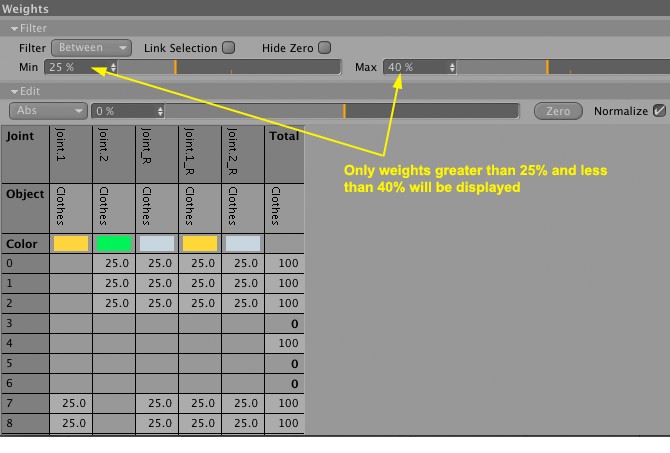 Weights
Filter
Filter Between Link Selection Hide Zero
Min 25 % Max 40 %
Edit
Abs 0 % Zero Normalize
Only weights greater than 25% and less
than 40% will be displayed
Joint Joint.1 Joint.2 Joint_R Joint.1_R Joint.2_R Total
Object Clothes Clothes Clothes Clothes Clothes Clothes
Color
0 25.0 25.0 25.0 25.0 100
1 25.0 25.0 25.0 25.0 100
2 25.0 25.0 25.0 25.0 100
3 0
4 100
5 0
6 0
7 25.0 25.0 25.0 25.0 100
8 25.0 25.0 25.0 25.0 100